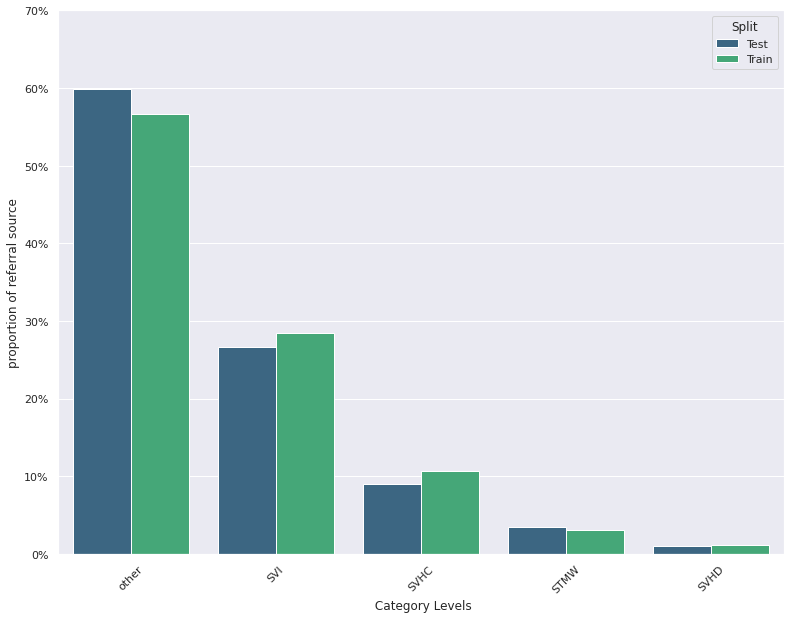 70%
60%
50%
40%
30%
20%
10%
0%
proportion of referral source
Split
Test
Train
other
SVI
SVHC
STMW
SVHD
Category Levels